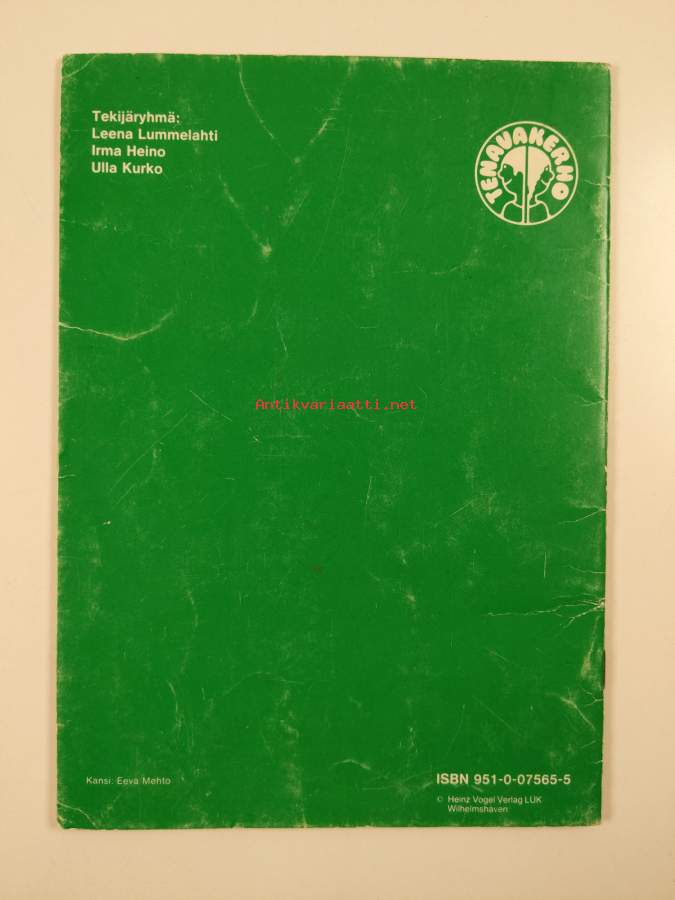 Tekijäryhmä:
Leena Lummelahti
Irma Heino
Ulla Kurko
TENAVAKERHO
Antikvariaatti.net
Kansi: Eeva Mehto
ISBN 951-0-07565-5
© Heinz Vogel Verlag LÜK
Wilhelmshaven